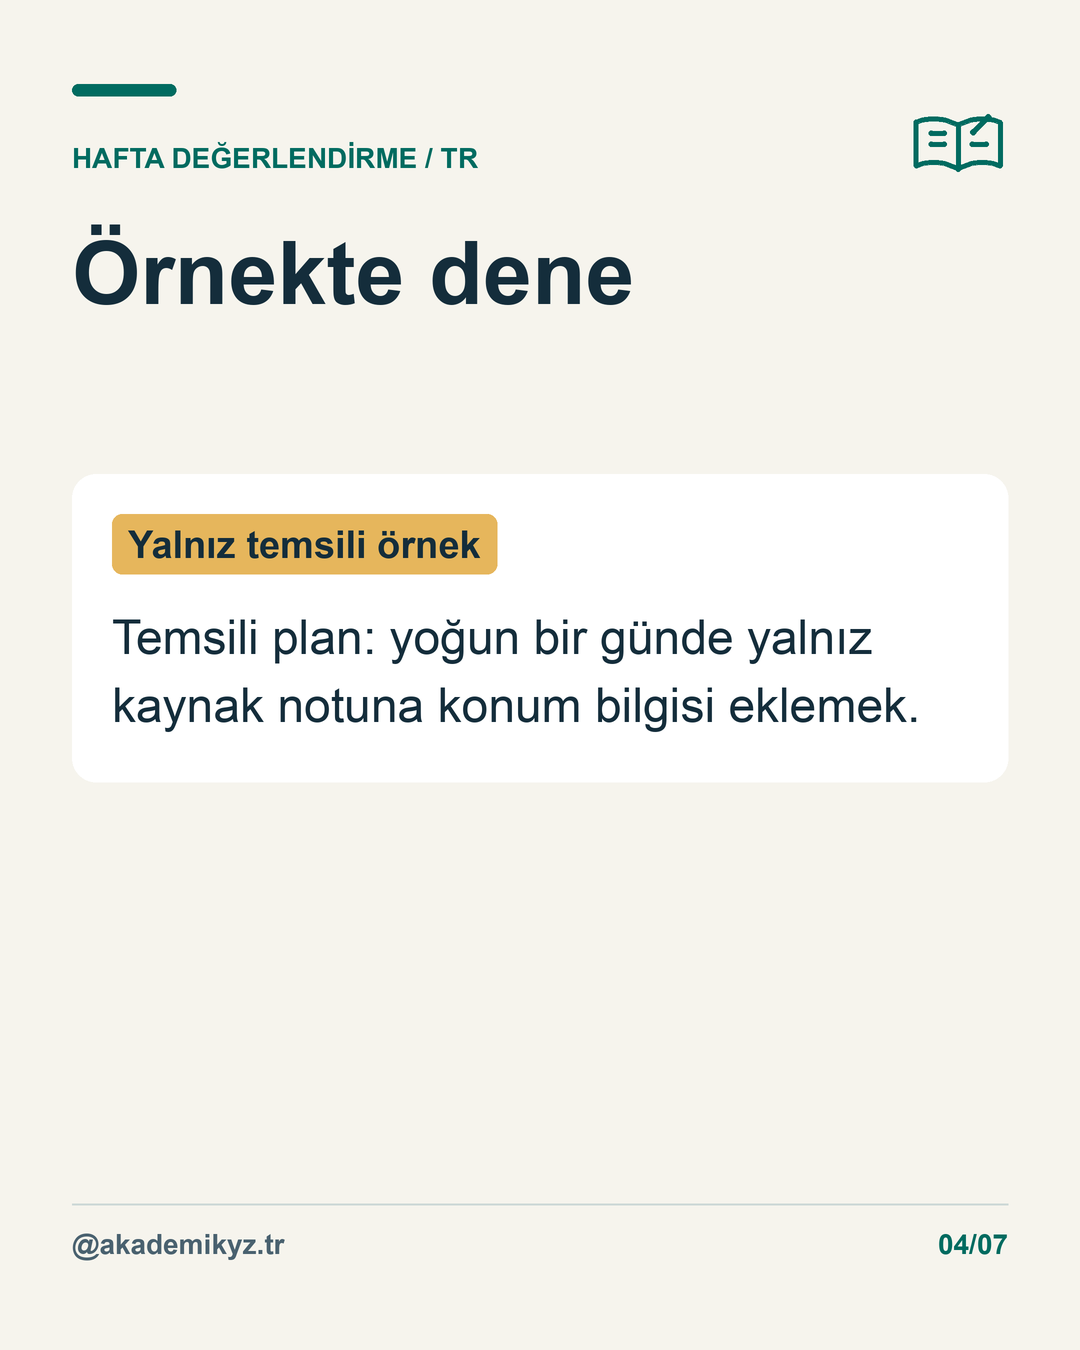 HAFTA DEĞERLENDİRME / TR
Örnekte dene
Yalnız temsili örnek
Temsili plan: yoğun bir günde yalnız
kaynak notuna konum bilgisi eklemek.
@akademikyz.tr
04/07